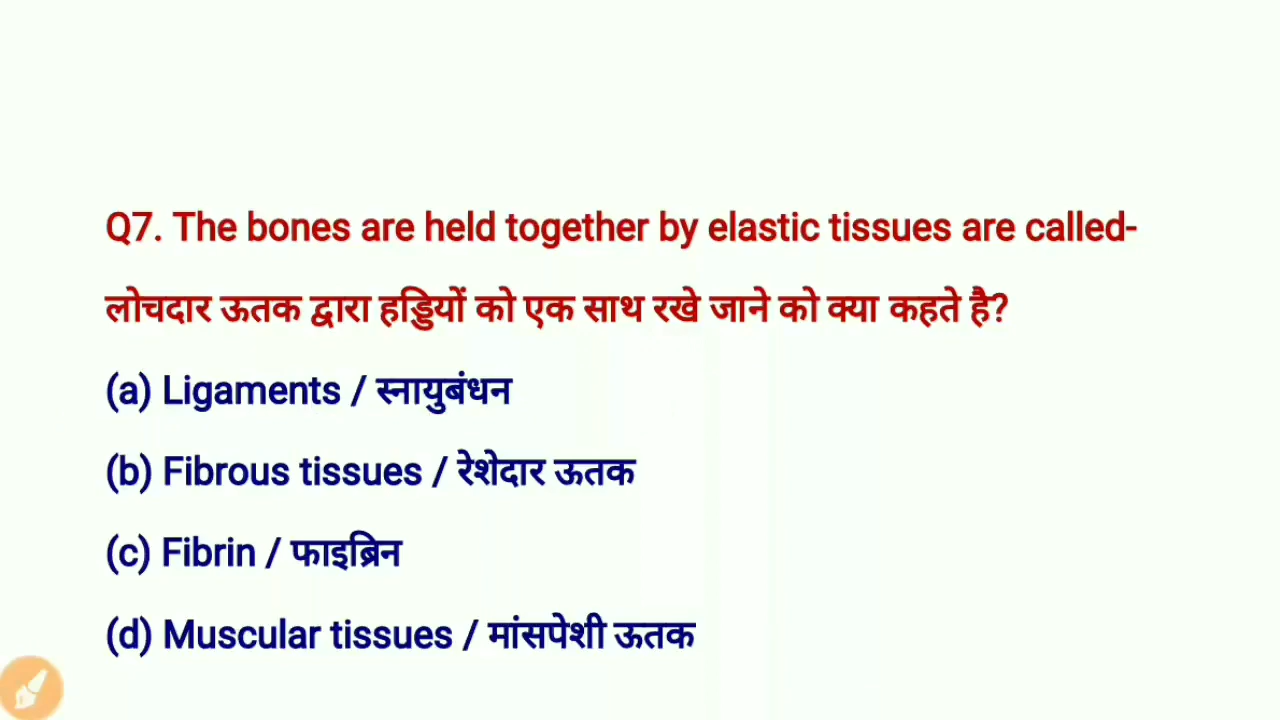 Q7. The bones are held together by elastic tissues are called-
लोचदार ऊतक द्वारा हड्डियों को एक साथ रखे जाने को क्या कहते है?
(a) Ligaments / स्नायुबंधन
(b) Fibrous tissues / रेशेदार ऊतक
(c) Fibrin / फाइब्रिन
(d) Muscular tissues / मांसपेशी ऊतक